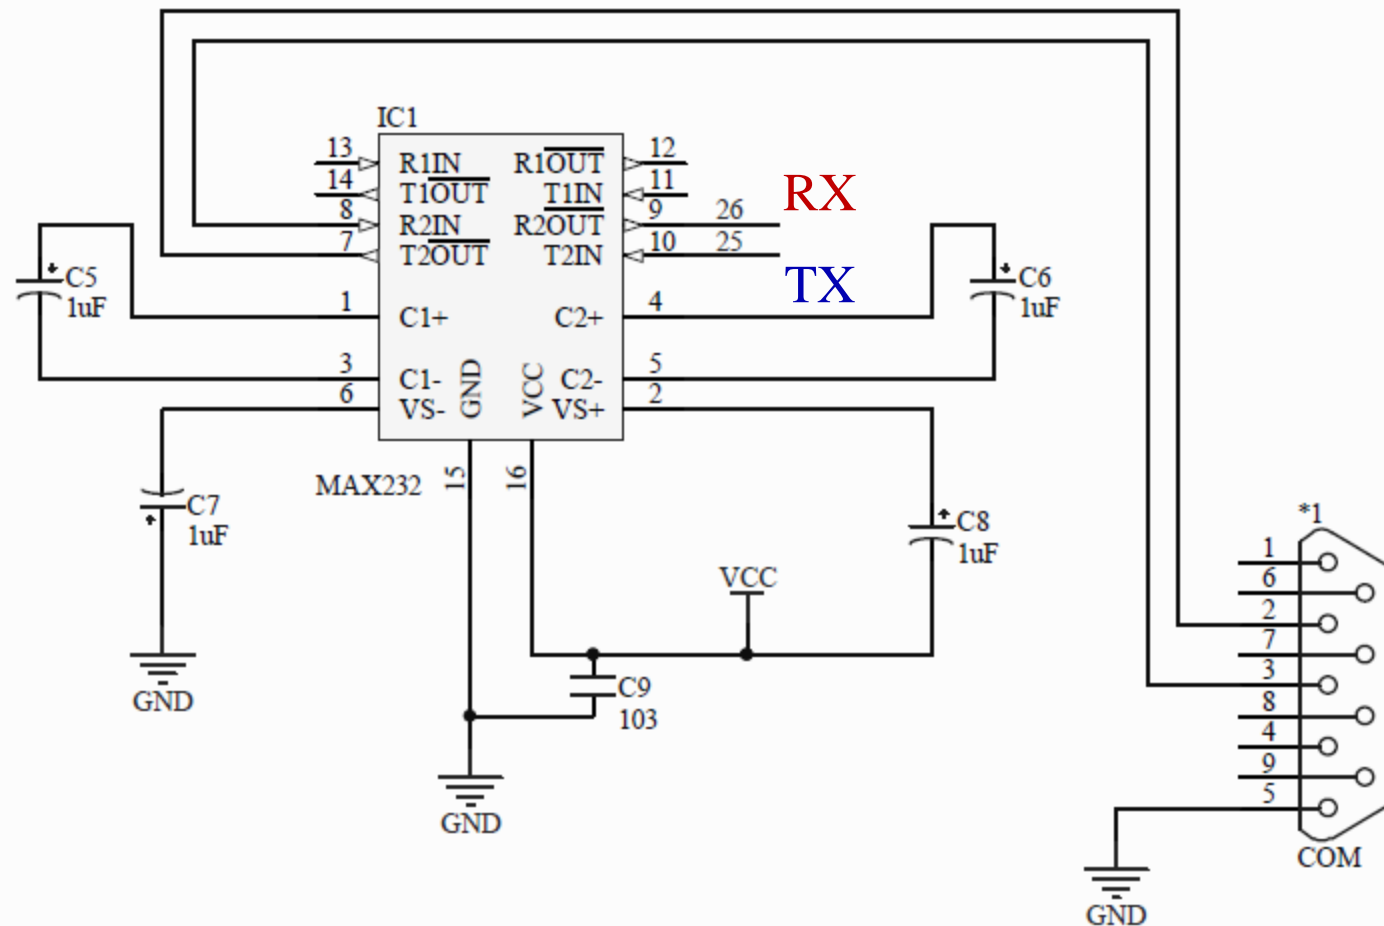 IC1
13 R1IN R1OUT 12
14 T1OUT T1IN 11
RX
8 R2IN R2OUT 9 26
7 T2OUT T2IN 10 25
TX
C5
1uF
C6
1uF
1 C1+ C2+ 4
3 C1- C2- 5
6 VS- VS+ 2
GND VCC
MAX232
15 16
C7
1uF
C8
1uF
*1
VCC
1
6
2
7
3
8
4
9
5
C9
103
GND
GND
COM
GND